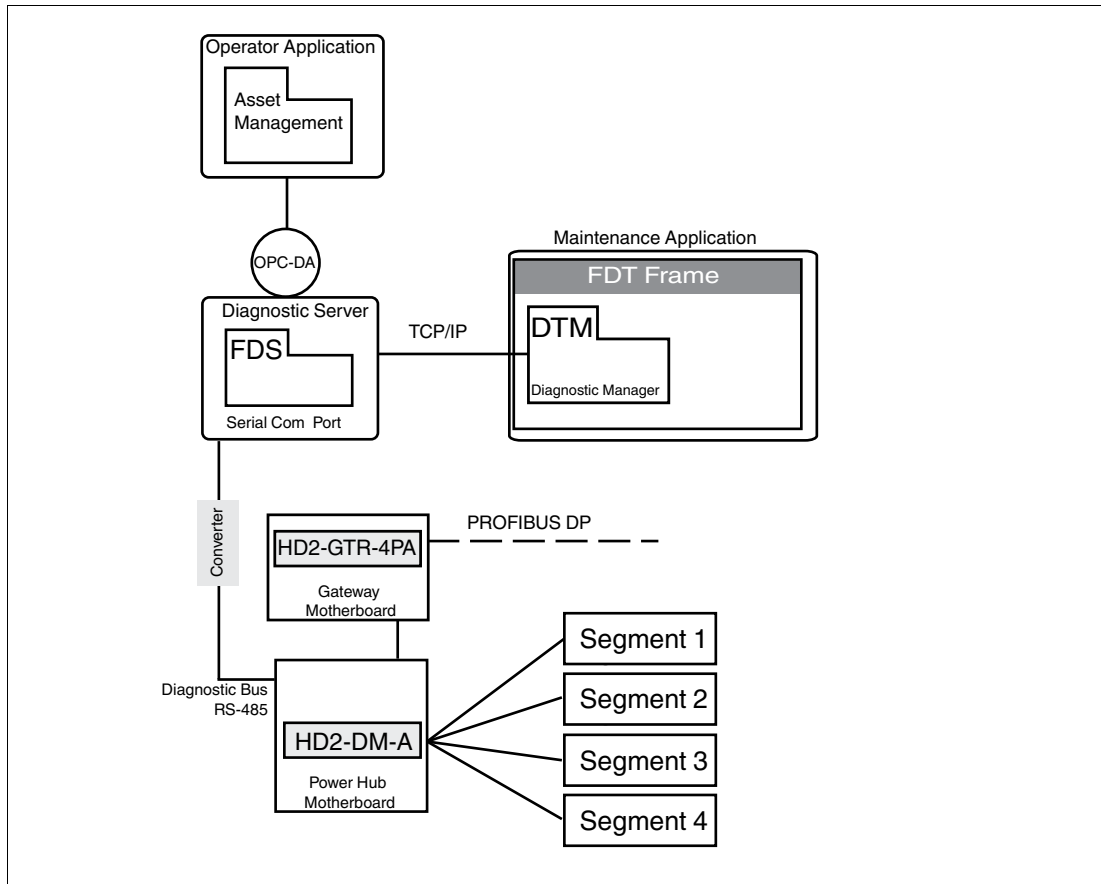 Operator Application
Asset
Management
OPC-DA
Diagnostic Server
FDS
Serial Com Port
TCP/IP
Maintenance Application
FDT Frame
DTM
Diagnostic Manager
Converter
HD2-GTR-4PA
Gateway
Motherboard
PROFIBUS DP
Diagnostic Bus
RS-485
HD2-DM-A
Power Hub
Motherboard
Segment 1
Segment 2
Segment 3
Segment 4